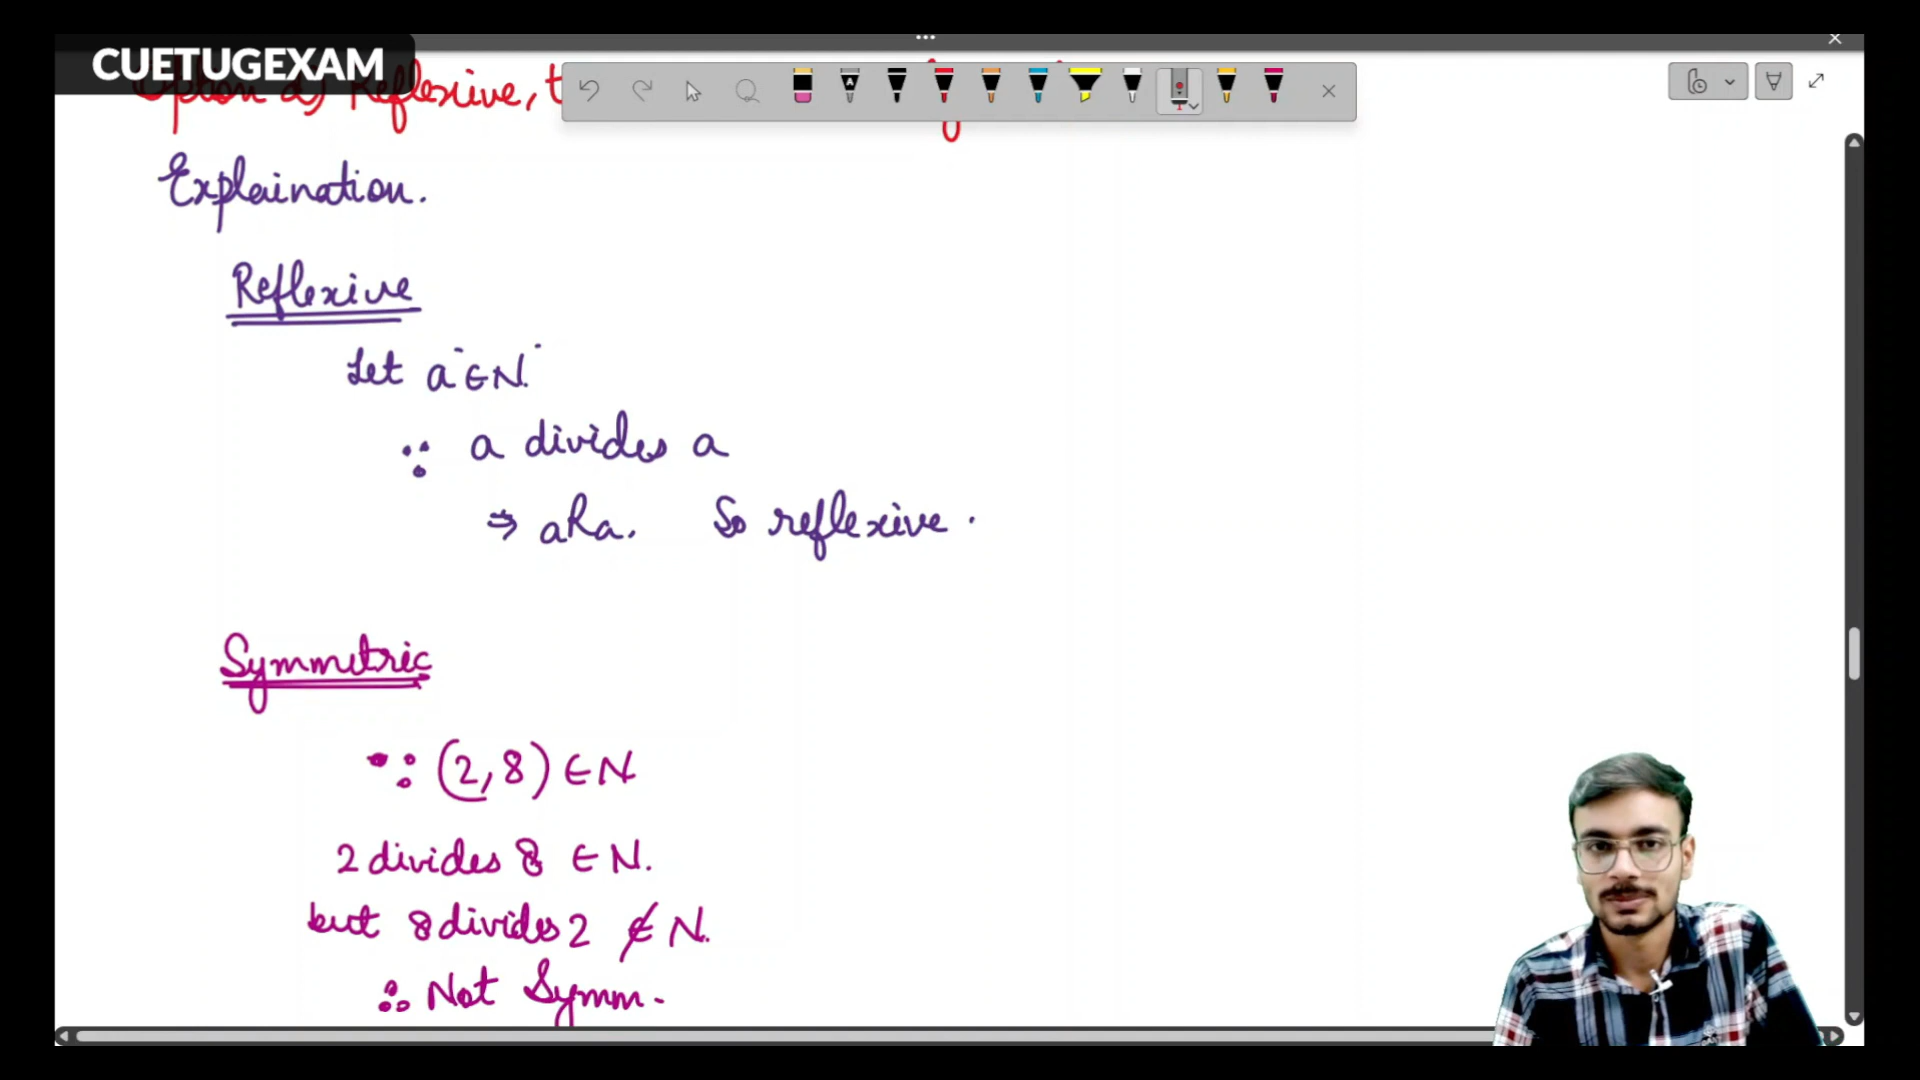 CUETUGEXAM
Reflexive, t
Explaination.
Reflexive
Let a ∈ N.
∵ a divides a
⇒ aRa. So reflexive.
Symmetric
∵ (2,8) ∈ N
2 divides 8 ∈ N.
but 8 divides 2 ∉ N.
∴ Not Symm.